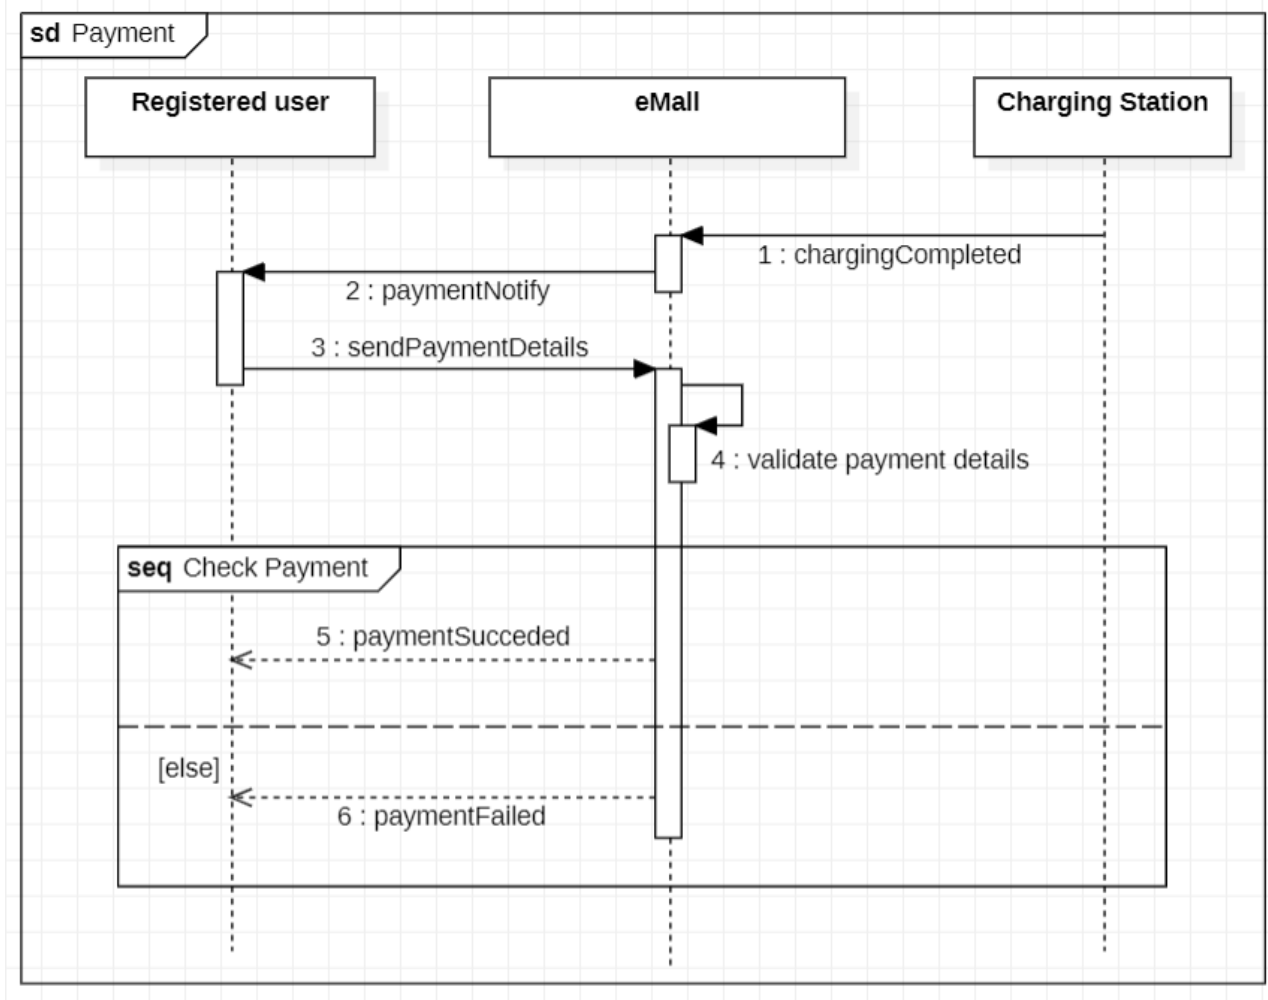 sd Payment
Registered user
eMall
Charging Station
1 : chargingCompleted
2 : paymentNotify
3 : sendPaymentDetails
4 : validate payment details
seq Check Payment
5 : paymentSucceded
[else]
6 : paymentFailed